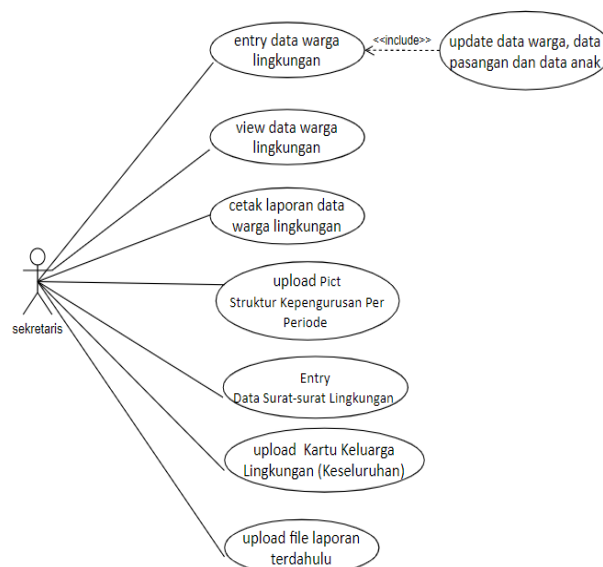 entry data warga
lingkungan
<<include>>
update data warga, data
pasangan dan data anak
view data warga
lingkungan
cetak laporan data
warga lingkungan
sekretaris
upload Pict
Struktur Kepengurusan Per
Periode
Entry
Data Surat-surat Lingkungan
upload Kartu Keluarga
Lingkungan (Keseluruhan)
upload file laporan
terdahulu